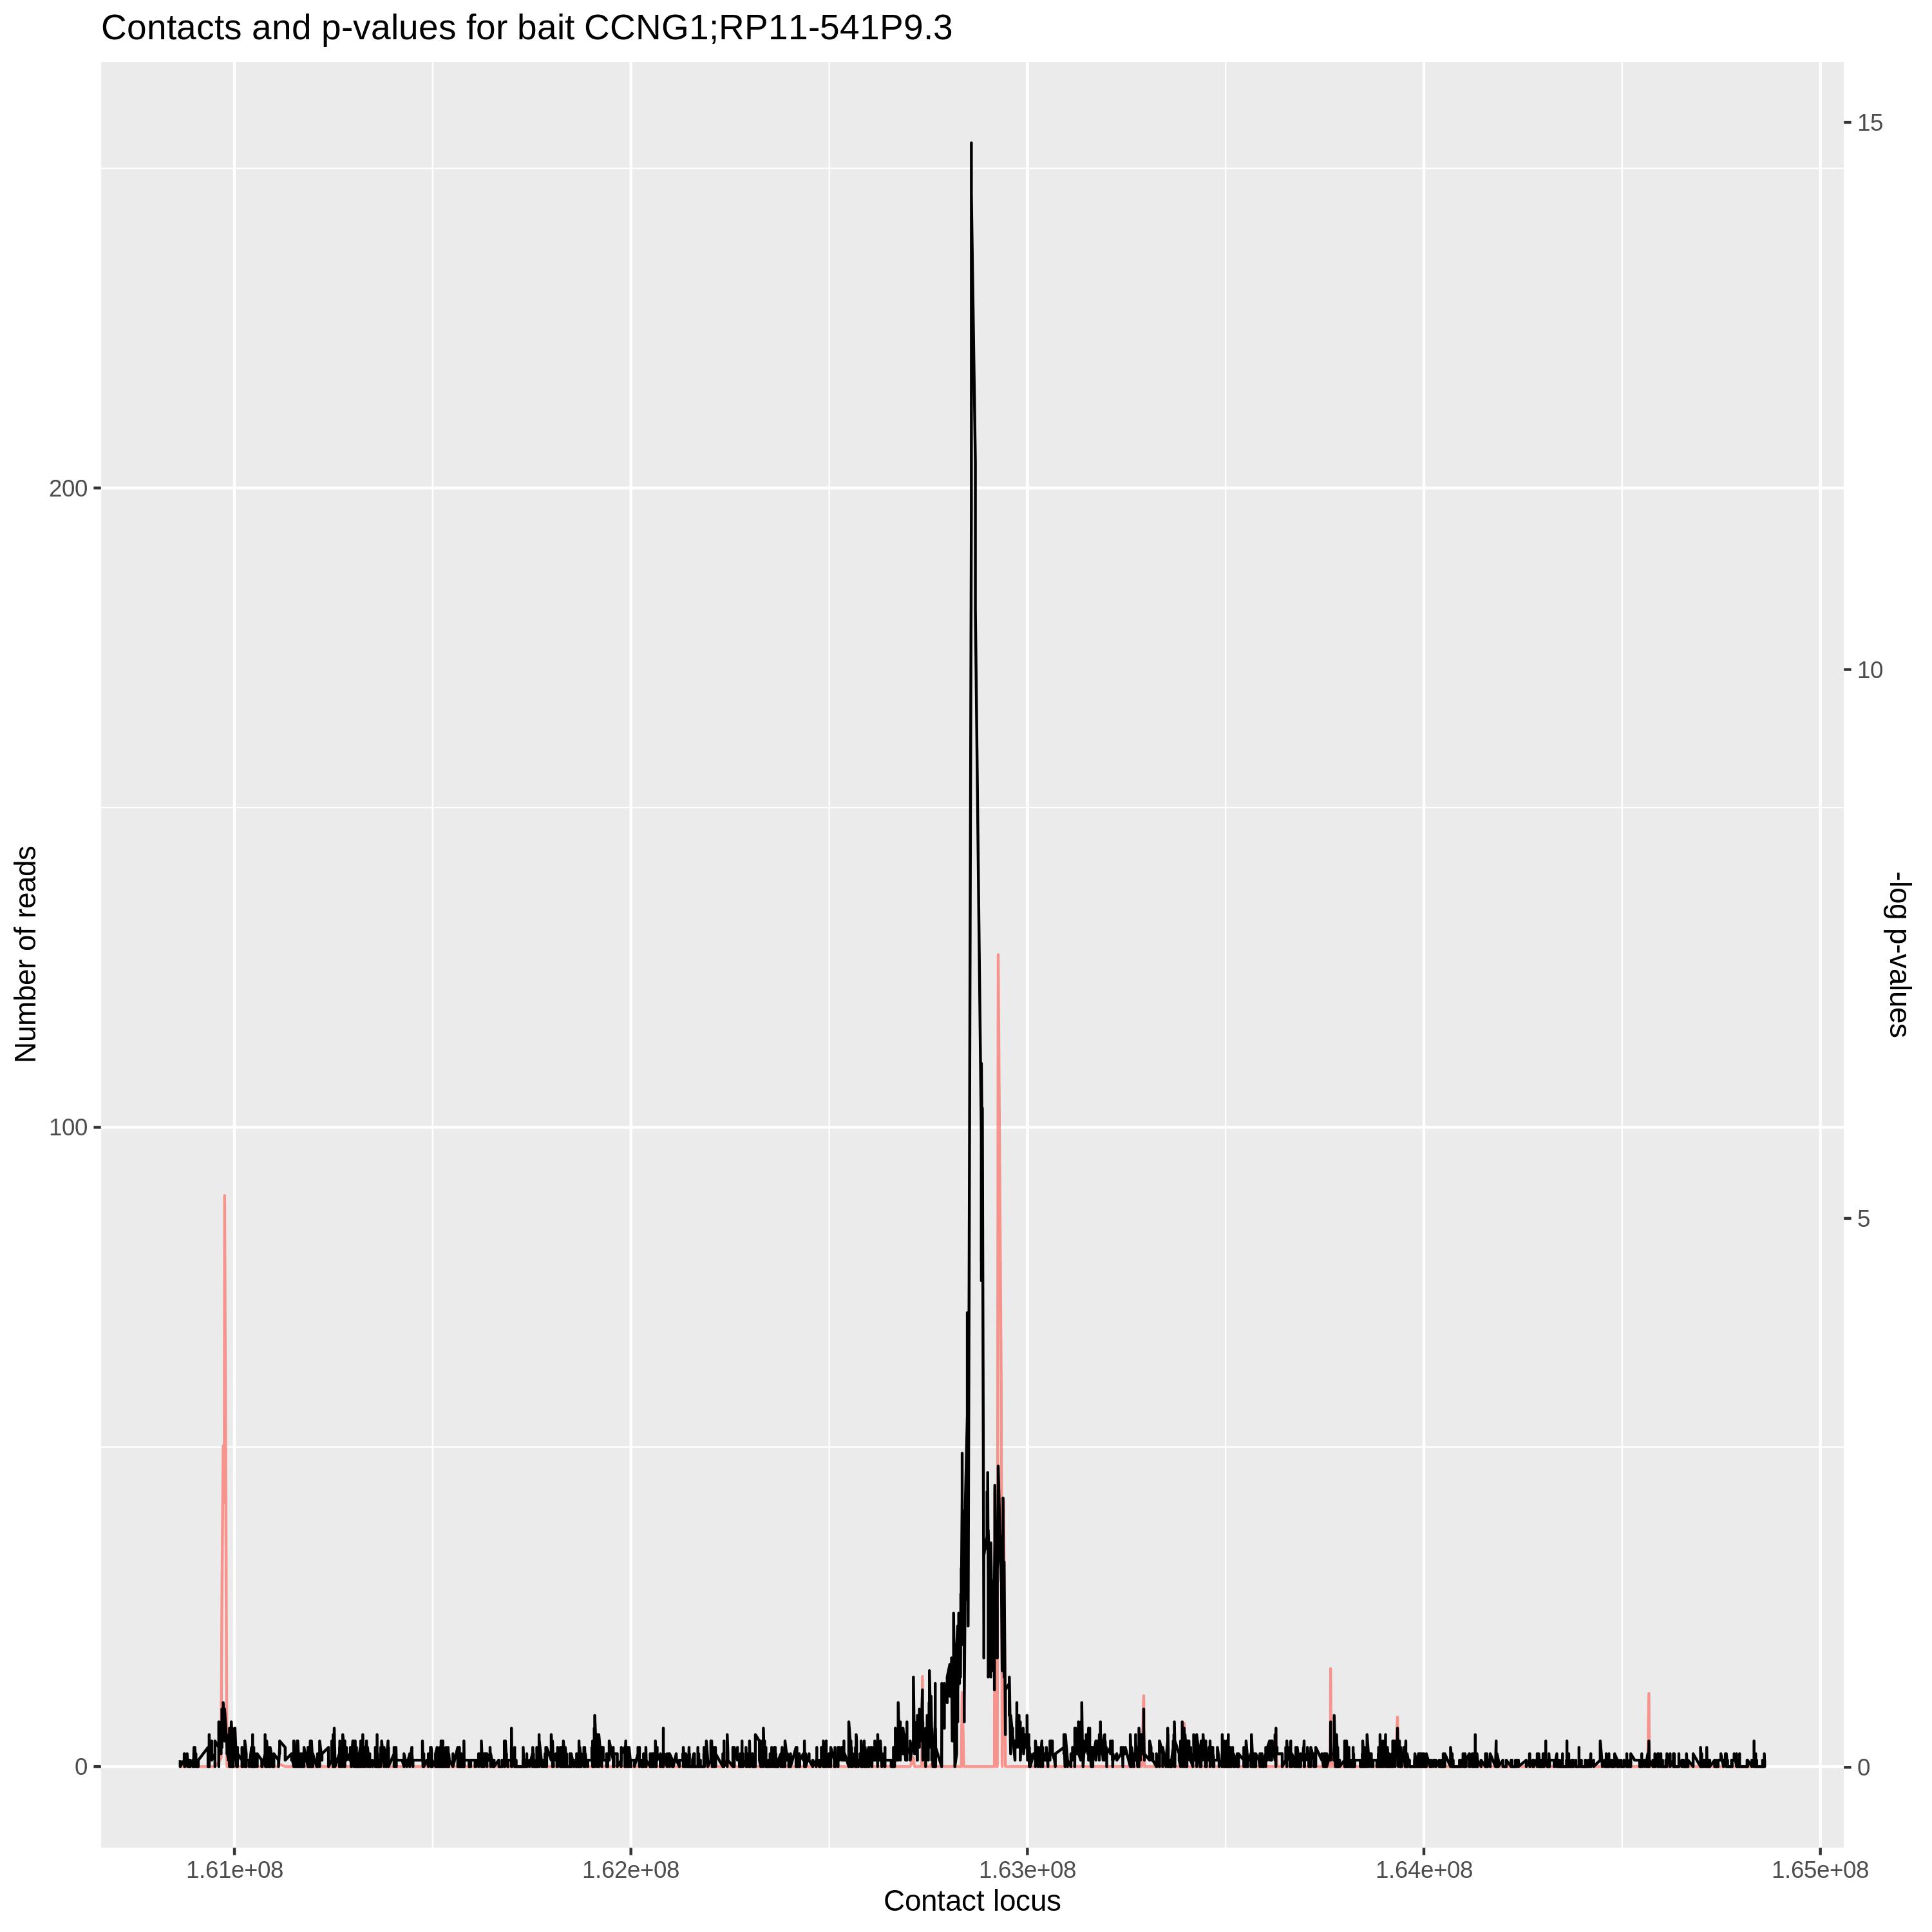 Contacts and p-values for bait CCNG1;RP11-541P9.3
15
200
10
Number of reads
-log p-values
100
5
0
0
1.61e+08
1.62e+08
1.63e+08
1.64e+08
1.65e+08
Contact locus